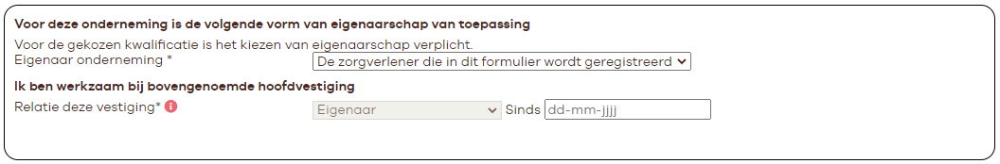 Voor deze onderneming is de volgende vorm van eigenaarschap van toepassing
Voor de gekozen kwalificatie is het kiezen van eigenaarschap verplicht.
Eigenaar onderneming * De zorgverlener die in dit formulier wordt geregistreerd
Ik ben werkzaam bij bovengenoemde hoofdvestiging
Relatie deze vestiging* Eigenaar Sinds dd-mm-jjjj